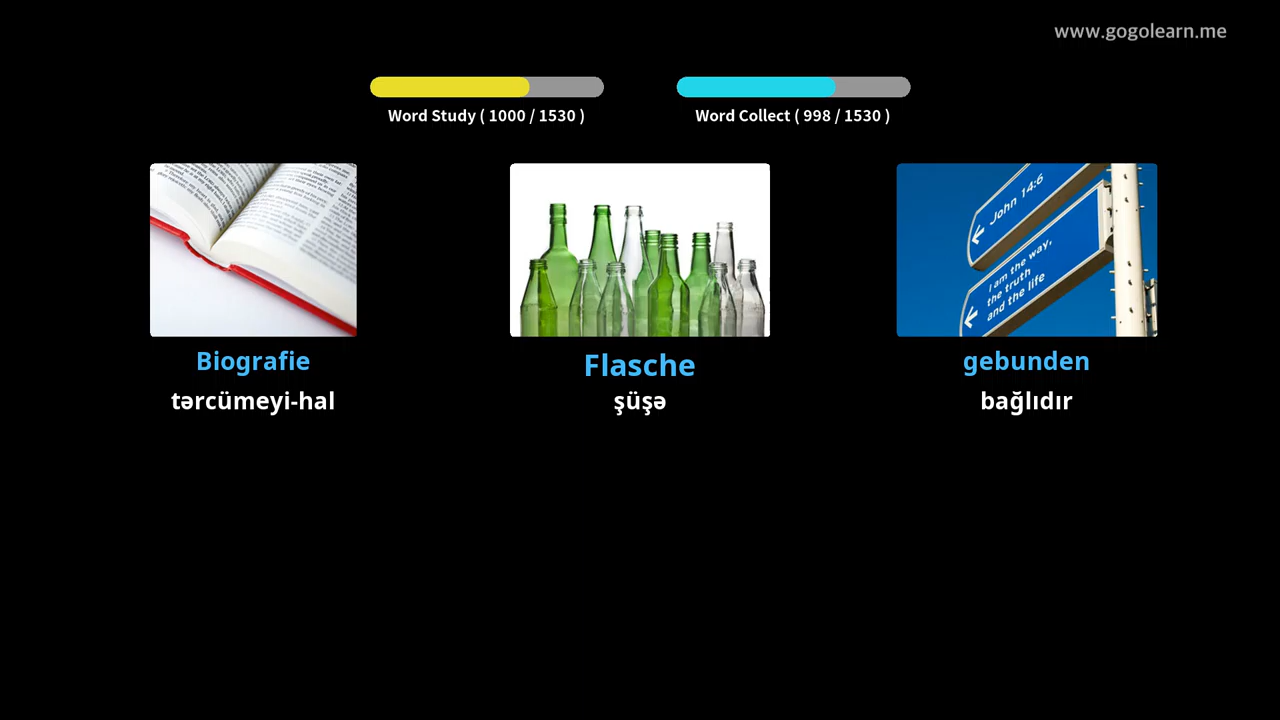 www.gogolearn.me
Word Study ( 1000 / 1530 )
Word Collect ( 998 / 1530 )
John 14:6
I am the way,
the truth
and the life
Biografie
Flasche
gebunden
tərcümeyi-hal
şüşə
bağlıdır